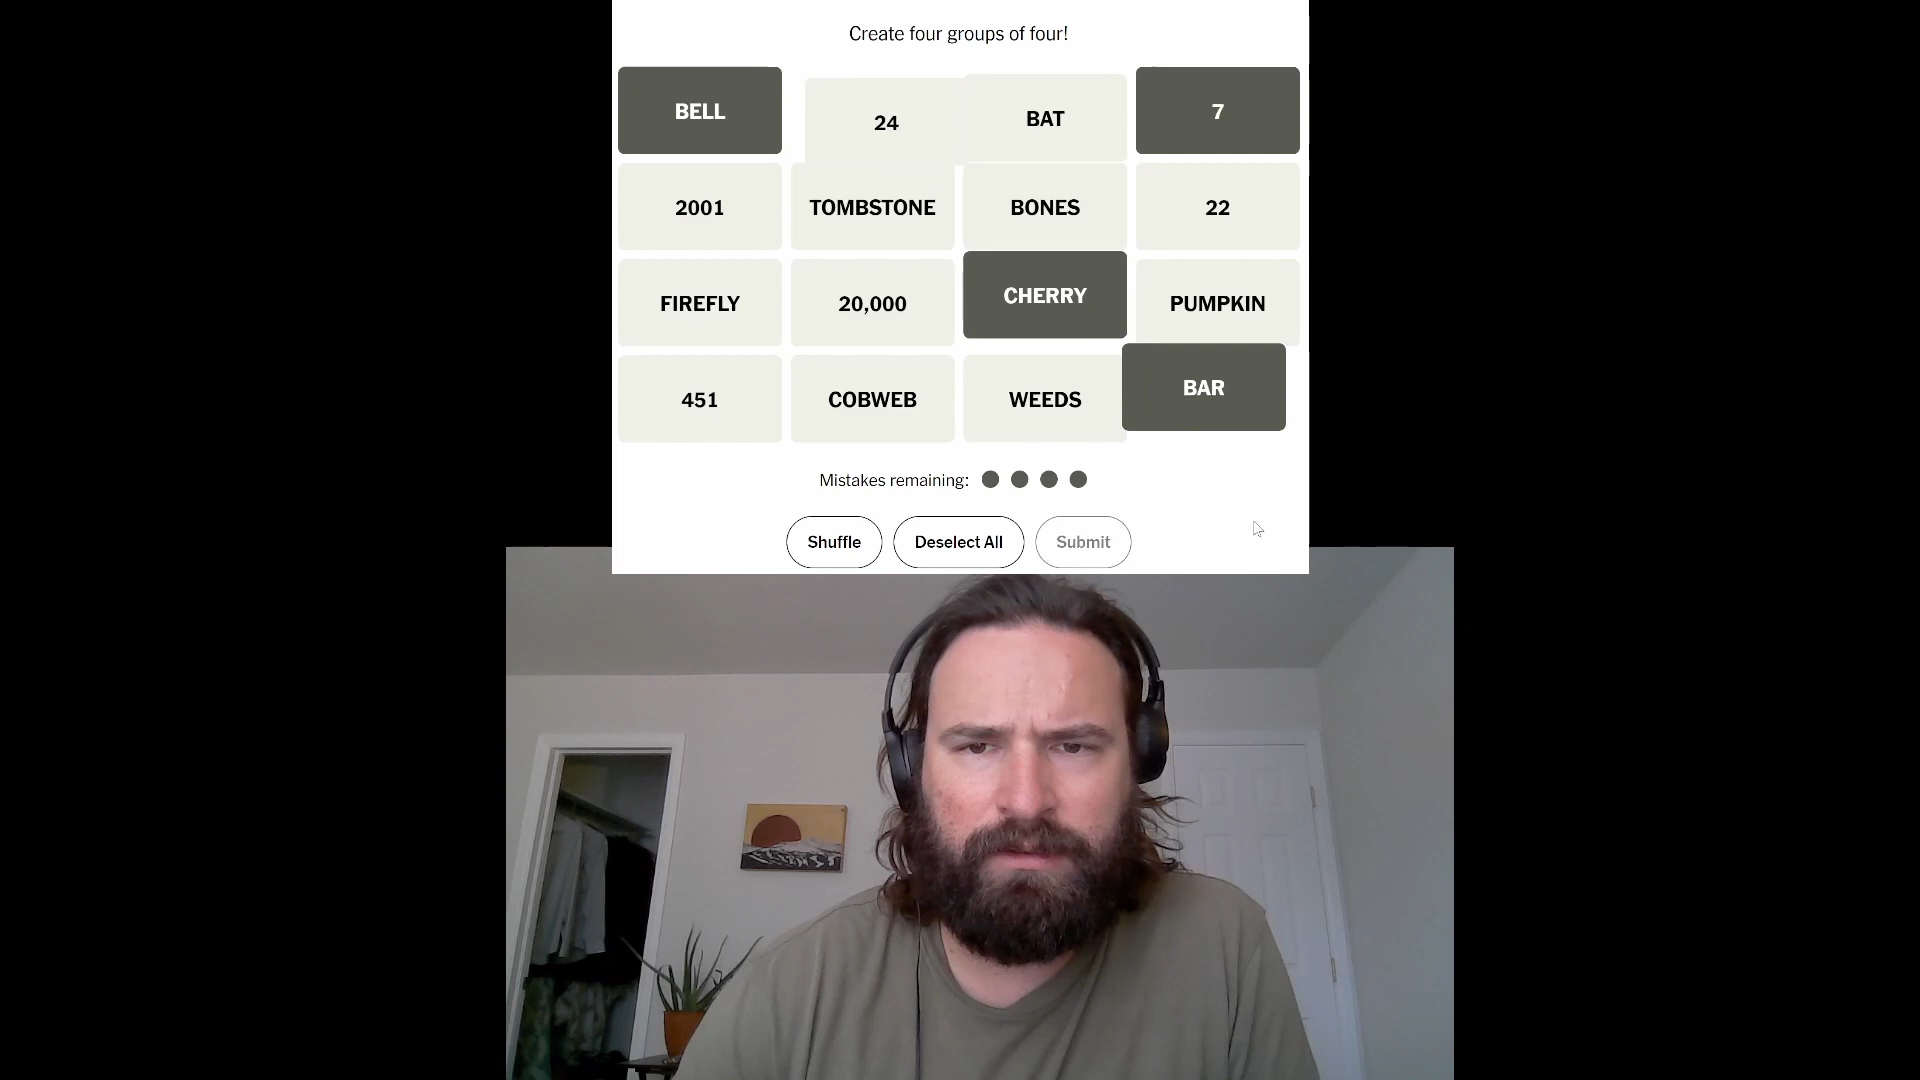 Create four groups of four!
BELL
24
BAT
7
2001
TOMBSTONE
BONES
22
FIREFLY
20,000
CHERRY
PUMPKIN
451
COBWEB
WEEDS
BAR
Mistakes remaining:
Shuffle
Deselect All
Submit